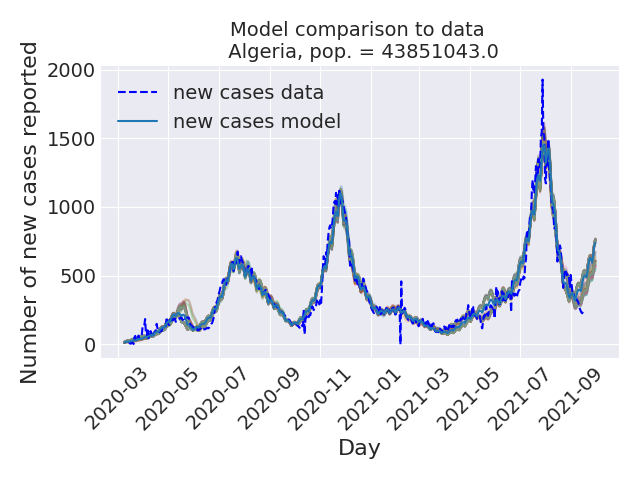 Model comparison to data
Algeria, pop. = 43851043.0
Number of new cases reported
2000
1500
1000
500
0
new cases data
new cases model
2020-03
2020-05
2020-07
2020-09
2020-11
2021-01
2021-03
2021-05
2021-07
2021-09
Day